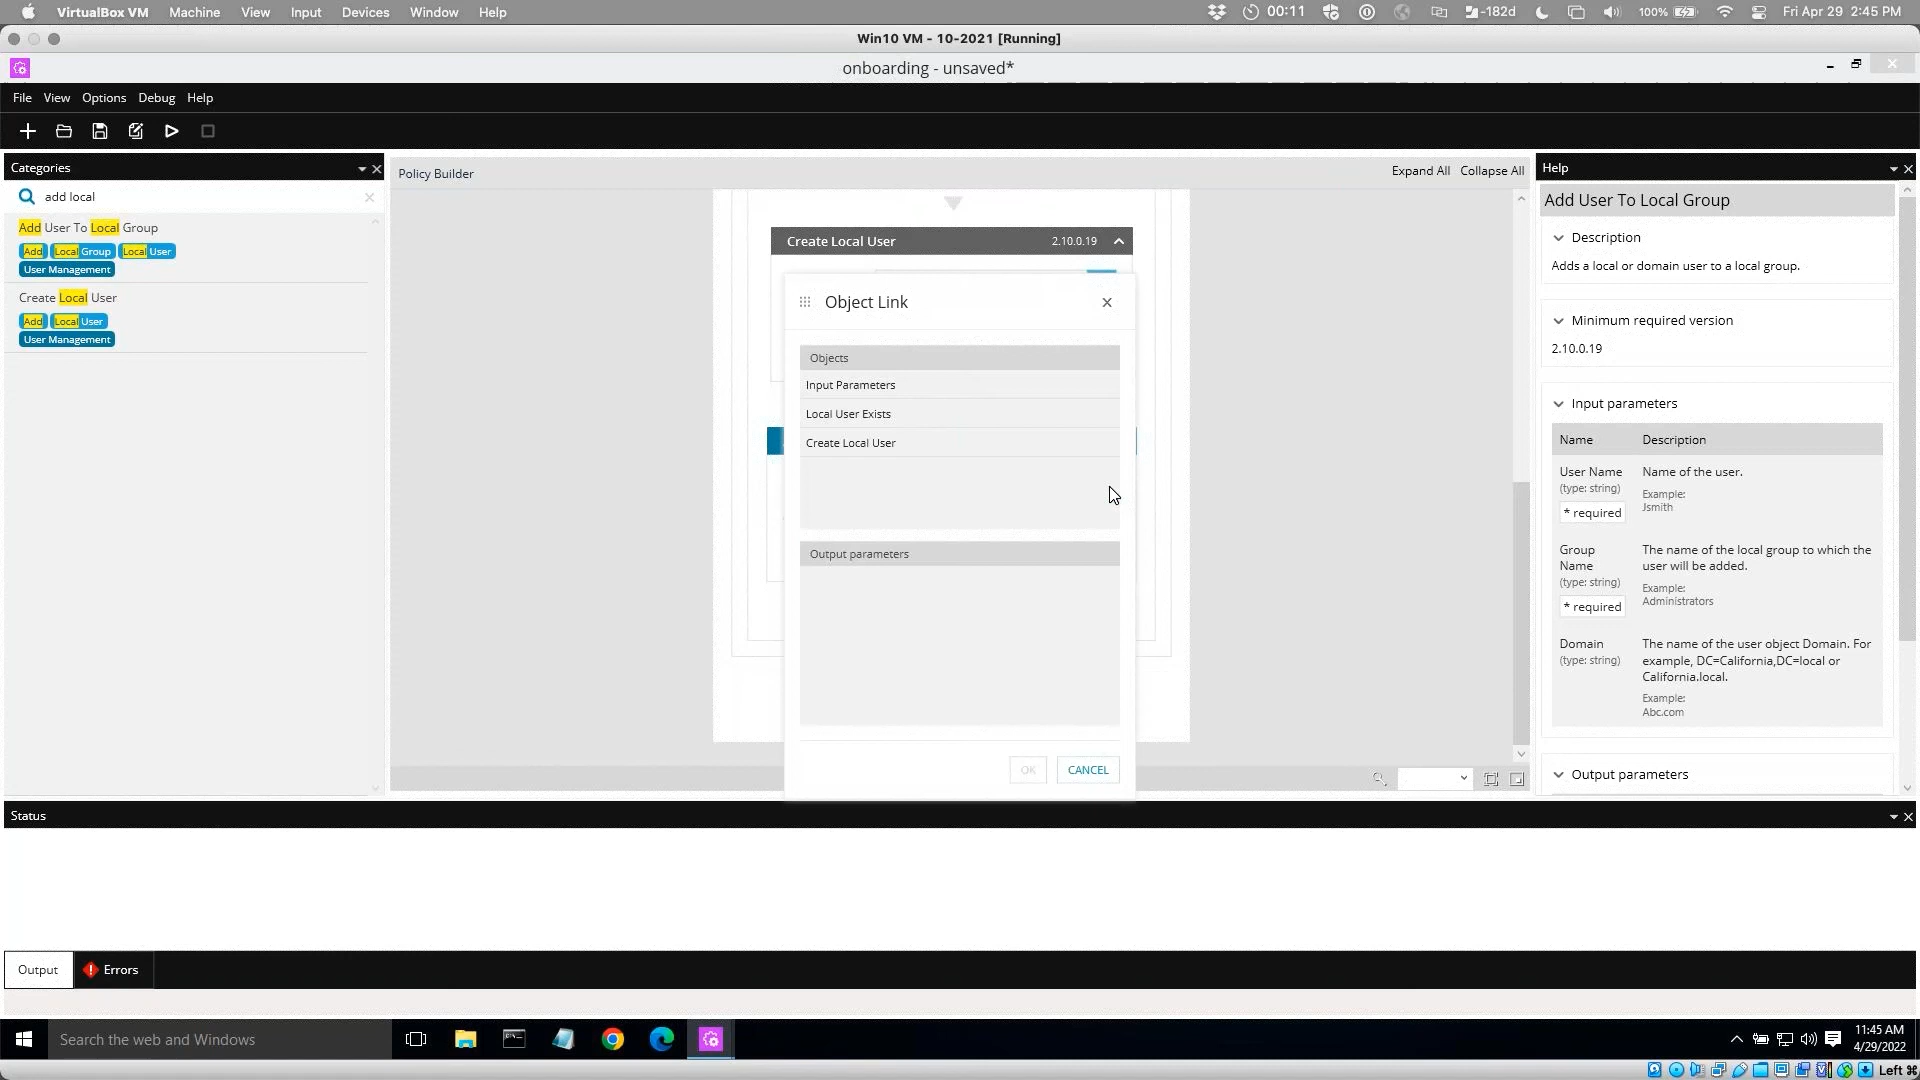 VirtualBox VM Machine View Input Devices Window Help 00:11 -182d 100% Fri Apr 29 2:45 PM
Win10 VM - 10-2021 [Running]
onboarding - unsaved*
File View Options Debug Help
Categories
add local
Add User To Local Group
Add Local Group Local User
User Management
Create Local User
Add Local User
User Management
Policy Builder
Expand All Collapse All
Create Local User 2.10.0.19
Object Link
Objects
Input Parameters
Local User Exists
Create Local User
Output parameters
OK CANCEL
Help
Add User To Local Group
Description
Adds a local or domain user to a local group.
Minimum required version
2.10.0.19
Input parameters
Name Description
User Name
(type: string)
* required
Name of the user.
Example:
Jsmith
Group
Name
(type: string)
* required
The name of the local group to which the
user will be added.
Example:
Administrators
Domain
(type: string)
The name of the user object Domain. For
example, DC=California,DC=local or
California.local.
Example:
Abc.com
Output parameters
Status
Output Errors
Search the web and Windows
11:45 AM
4/29/2022
Left ⌘